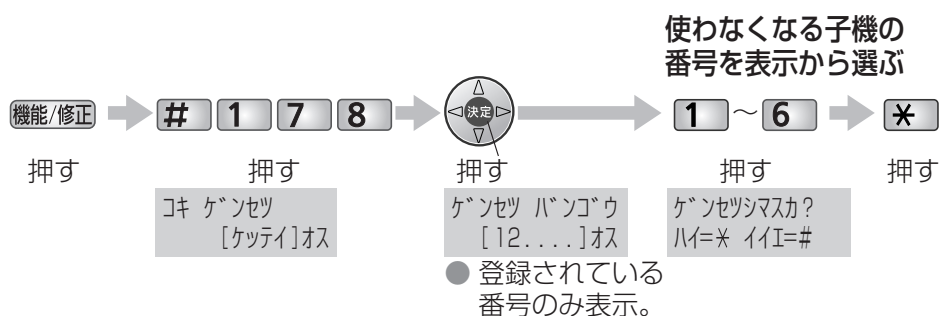 使わなくなる子機の
番号を表示から選ぶ
機能/修正 # 1 7 8 決定 1 ~ 6 ✻
押す 押す 押す 押す 押す
コキ ゲンセツ
[ケッテイ]オス
ゲンセツ バンゴウ
[12....]オス
ゲンセツシマスカ?
ハイ=✻ イイエ=#
● 登録されている
番号のみ表示。